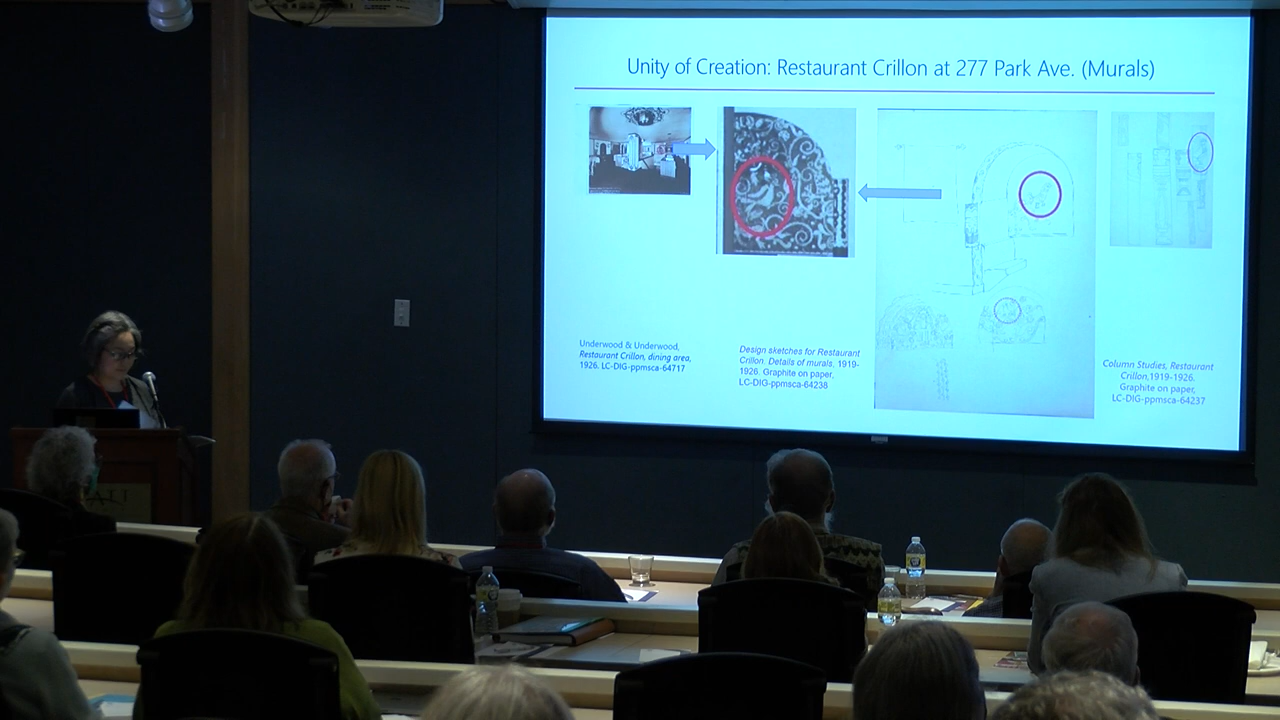 Unity of Creation: Restaurant Crillon at 277 Park Ave. (Murals)
Underwood & Underwood,
Restaurant Crillon, dining area,
1926. LC-DIG-ppmsca-64717
Design sketches for Restaurant
Crillon. Details of murals, 1919-
1926. Graphite on paper,
LC-DIG-ppmsca-64238
Column Studies, Restaurant
Crillon,1919-1926.
Graphite on paper,
LC-DIG-ppmsca-64237